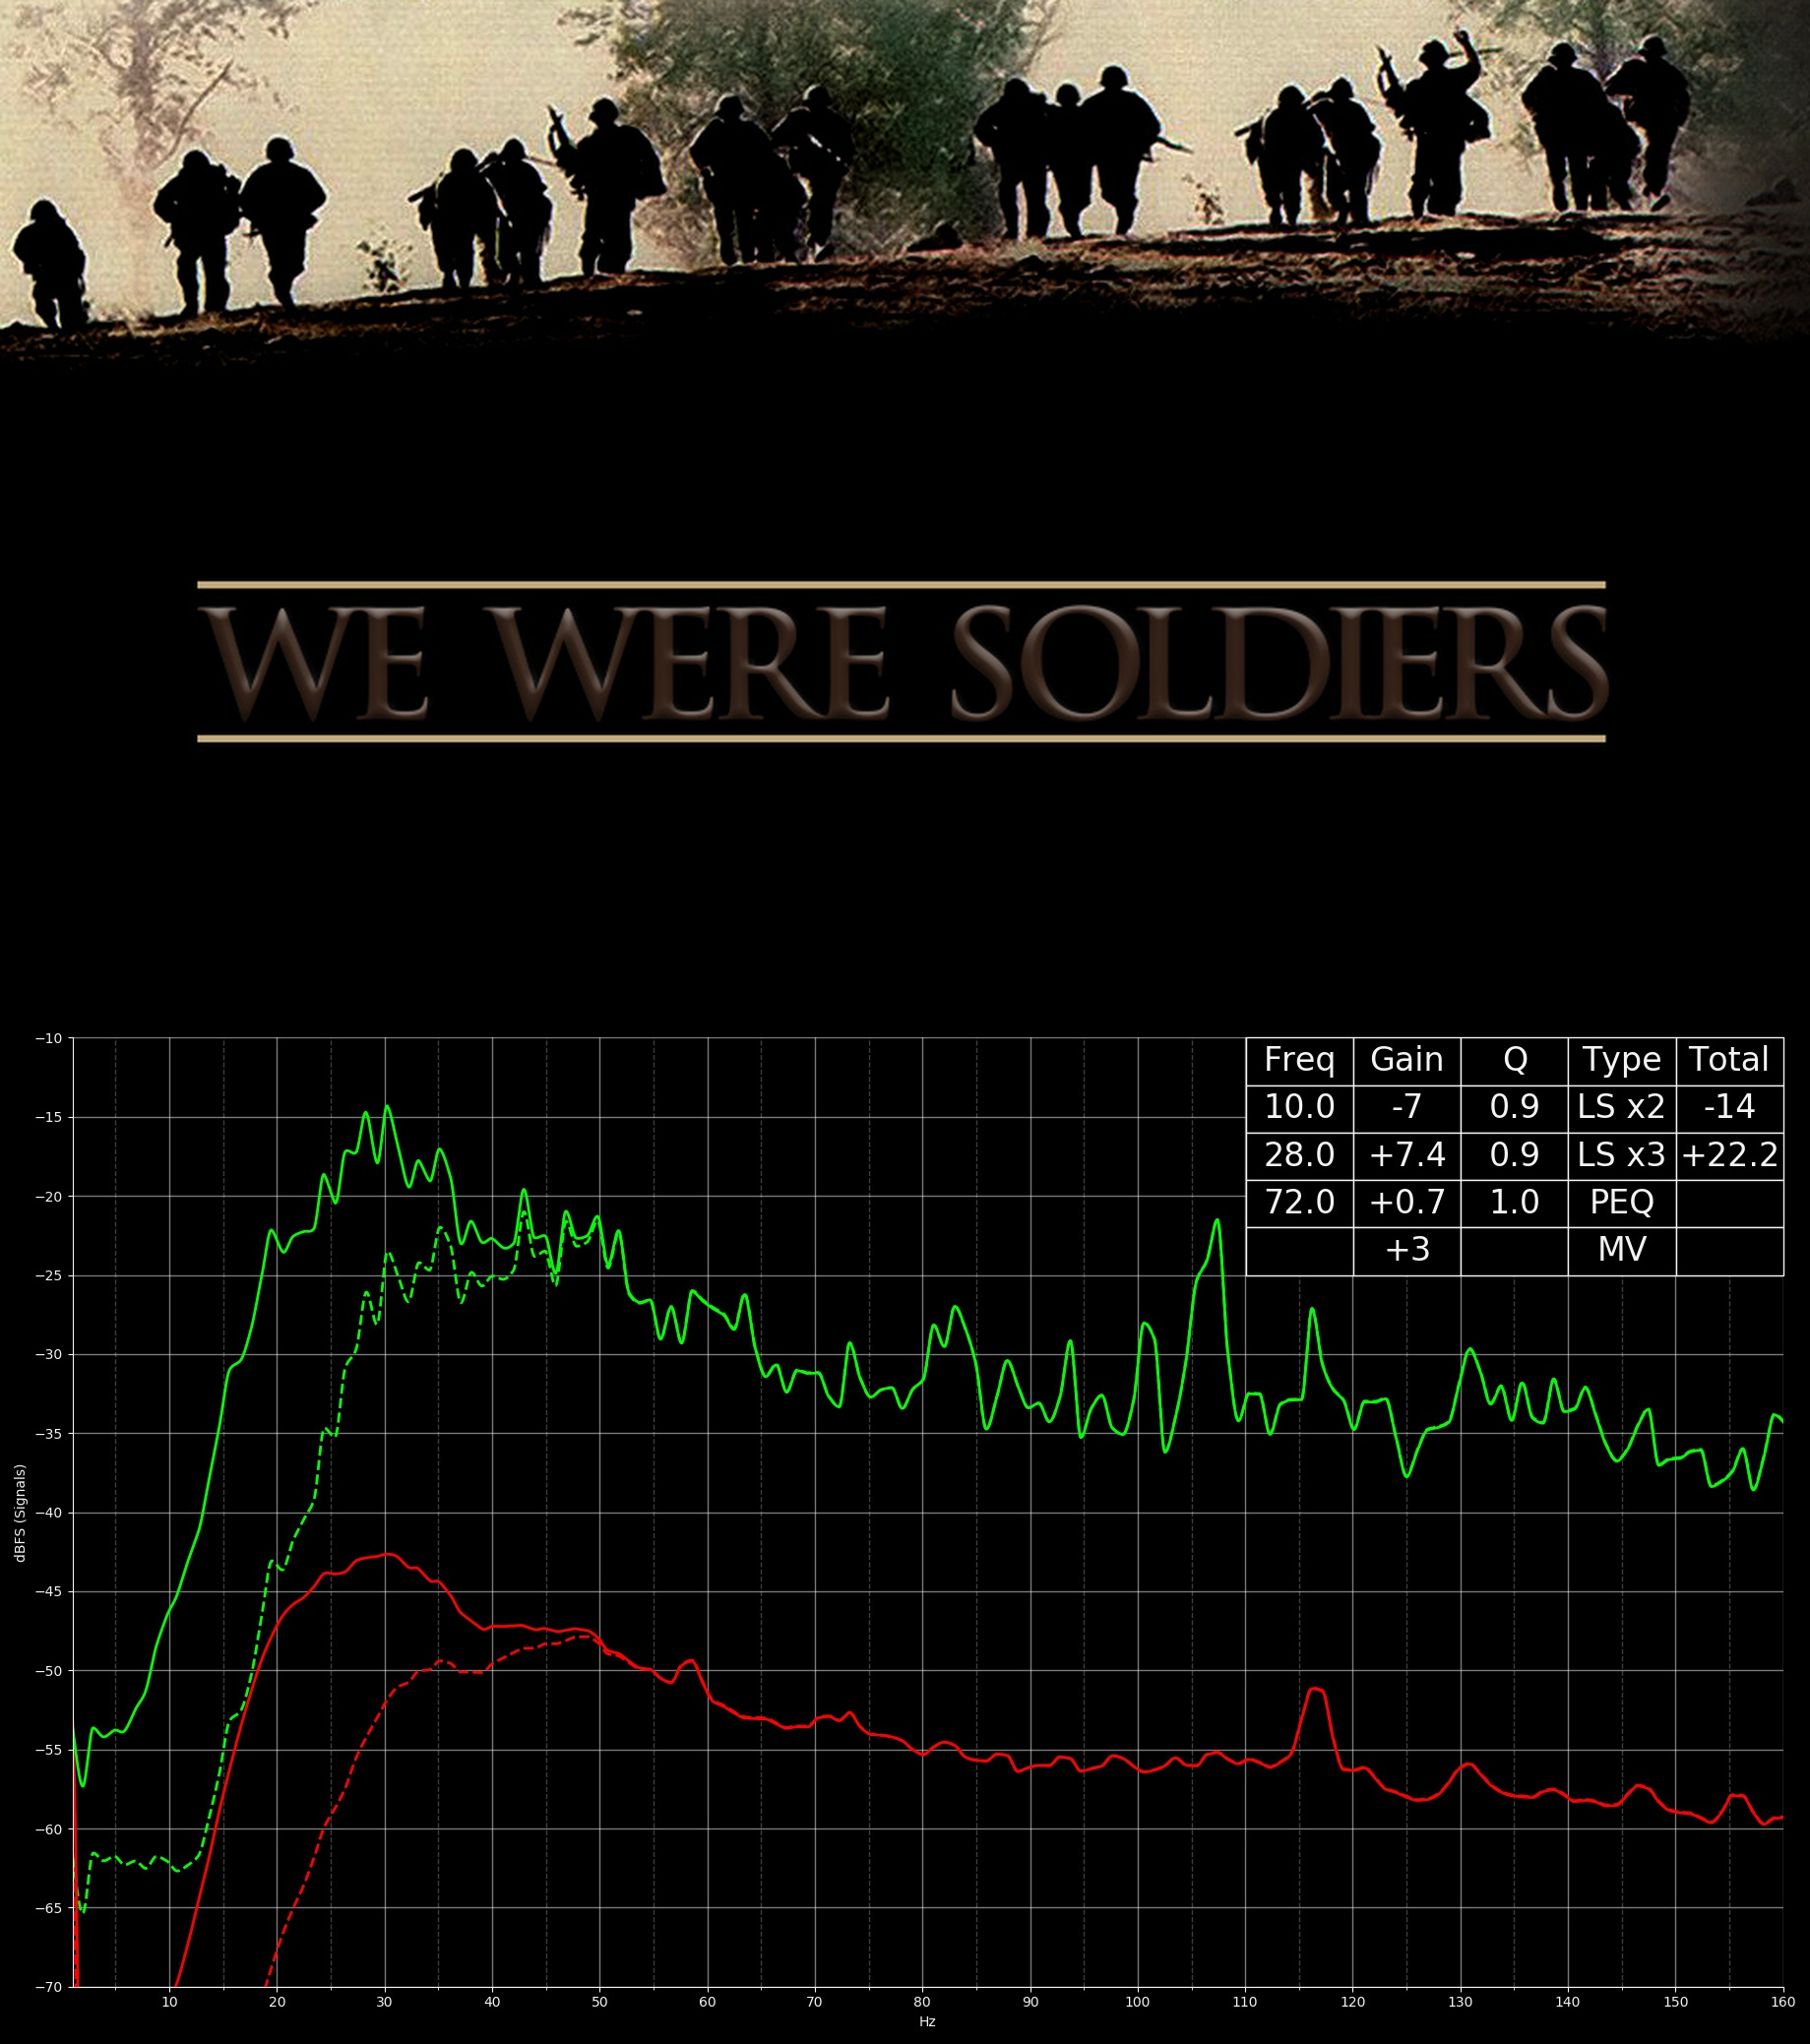 WE WERE SOLDIERS
Freq Gain Q Type Total
10.0 -7 0.9 LS x2 -14
28.0 +7.4 0.9 LS x3 +22.2
72.0 +0.7 1.0 PEQ
+3 MV
−10
−15
−20
−25
−30
−35
−40
−45
−50
−55
−60
−65
−70
dBFS (Signals)
10 20 30 40 50 60 70 80 90 100 110 120 130 140 150 160
Hz